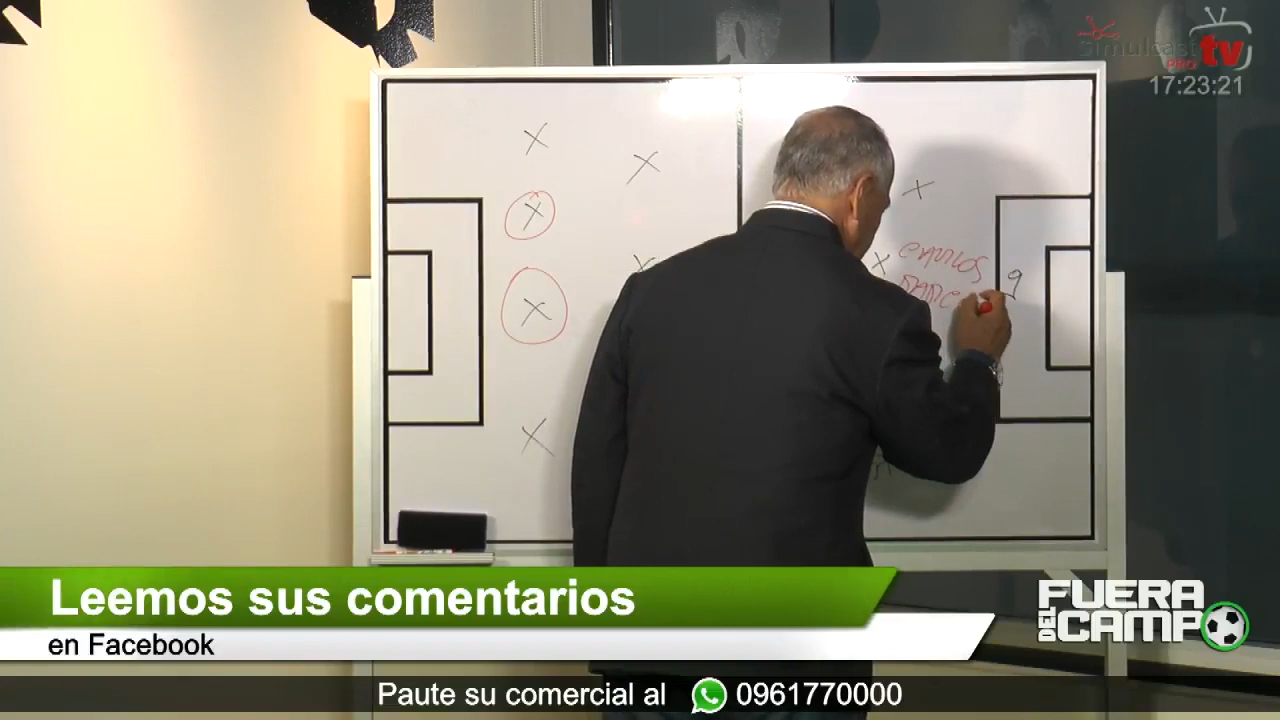 Simulcast tv
PRO
17:23:21
X
X
X
X
X
X
X
X
9
Leemos sus comentarios
en Facebook
FUERA
DEL CAMPO
Paute su comercial al 0961770000